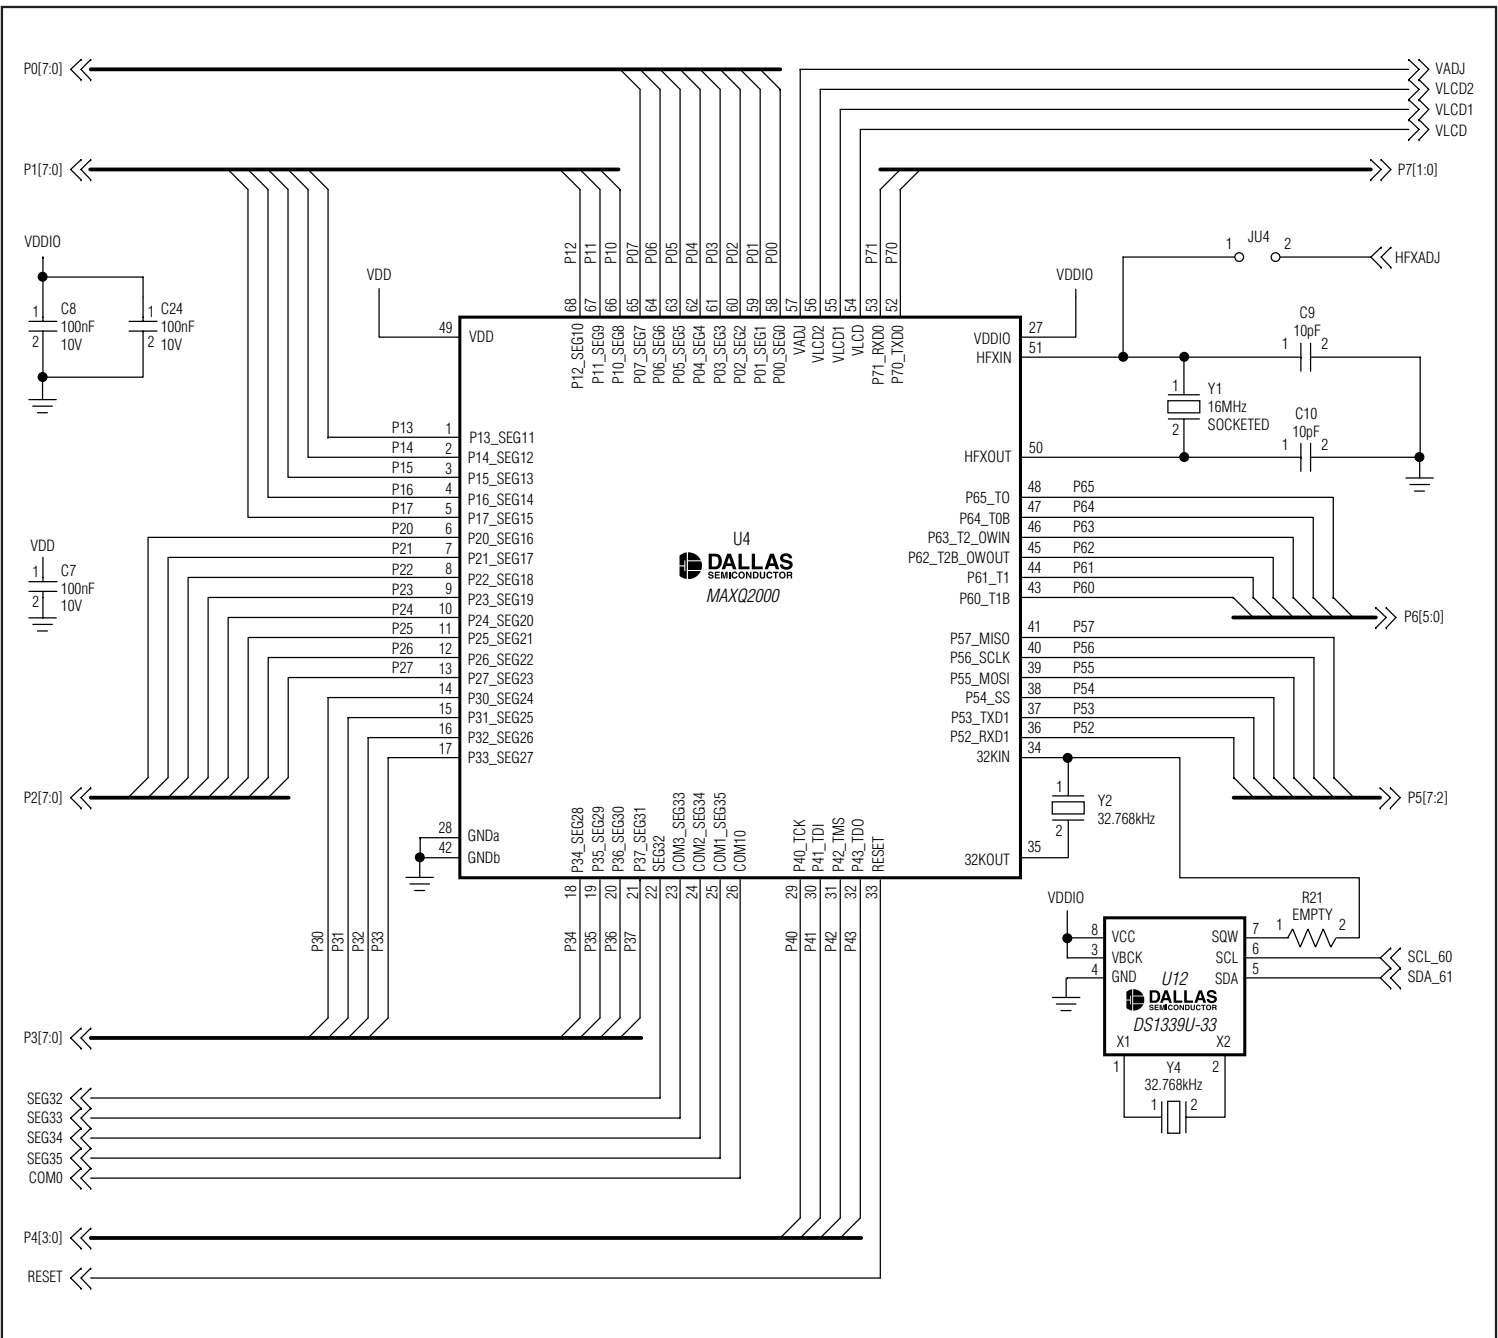 P0[7:0]
VADJ
VLCD2
VLCD1
VLCD
P1[7:0]
P7[1:0]
P12
P11
P10
P07
P06
P05
P04
P03
P02
P01
P00
P71
P70
1 JU4 2
HFXADJ
VDDIO
1 C8
100nF
2 10V
1 C24
100nF
2 10V
VDD
VDDIO
68
67
66
65
64
63
62
61
60
59
58
57
56
55
54
53
52
49 VDD
P12_SEG10
P11_SEG9
P10_SEG8
P07_SEG7
P06_SEG6
P05_SEG5
P04_SEG4
P03_SEG3
P02_SEG2
P01_SEG1
P00_SEG0
VADJ
VLCD2
VLCD1
VLCD
P71_RXD0
P70_TXD0
VDDIO 27
HFXIN 51
C9
10pF
1 2
1 Y1
16MHz
2 SOCKETED
C10
10pF
1 2
HFXOUT 50
P13 1 P13_SEG11
P14 2 P14_SEG12
P15 3 P15_SEG13
P16 4 P16_SEG14
P17 5 P17_SEG15
P20 6 P20_SEG16
P21 7 P21_SEG17
P22 8 P22_SEG18
P23 9 P23_SEG19
P24 10 P24_SEG20
P25 11 P25_SEG21
P26 12 P26_SEG22
P27 13 P27_SEG23
14 P30_SEG24
15 P31_SEG25
16 P32_SEG26
17 P33_SEG27
VDD
1 C7
100nF
2 10V
U4
DALLAS
SEMICONDUCTOR
MAXQ2000
P65_TO 48 P65
P64_T0B 47 P64
P63_T2_OWIN 46 P63
P62_T2B_OWOUT 45 P62
P61_T1 44 P61
P60_T1B 43 P60
P6[5:0]
P57_MISO 41 P57
P56_SCLK 40 P56
P55_MOSI 39 P55
P54_SS 38 P54
P53_TXD1 37 P53
P52_RXD1 36 P52
32KIN 34
P2[7:0]
P5[7:2]
1 Y2
32.768kHz
2
32KOUT 35
28 GNDa
42 GNDb
P34_SEG28
P35_SEG29
P36_SEG30
P37_SEG31
SEG32
COM3_SEG33
COM2_SEG34
COM1_SEG35
COM10
P40_TCK
P41_TDI
P42_TMS
P43_TDO
RESET
18
19
20
21
22
23
24
25
26
29
30
31
32
33
P30
P31
P32
P33
P34
P35
P36
P37
P40
P41
P42
P43
VDDIO
R21
EMPTY
1 2
8 VCC SQW 7
3 VBCK SCL 6
4 GND SDA 5
SCL_60
SDA_61
U12
DALLAS
SEMICONDUCTOR
DS1339U-33
X1 X2
1 Y4 2
32.768kHz
1 2
P3[7:0]
SEG32
SEG33
SEG34
SEG35
COM0
P4[3:0]
RESET